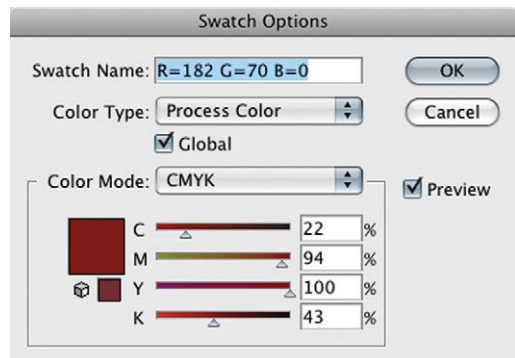 Swatch Options
Swatch Name: R=182 G=70 B=0
OK
Color Type: Process Color
Cancel
Global
Color Mode: CMYK
Preview
C 22 %
M 94 %
Y 100 %
K 43 %